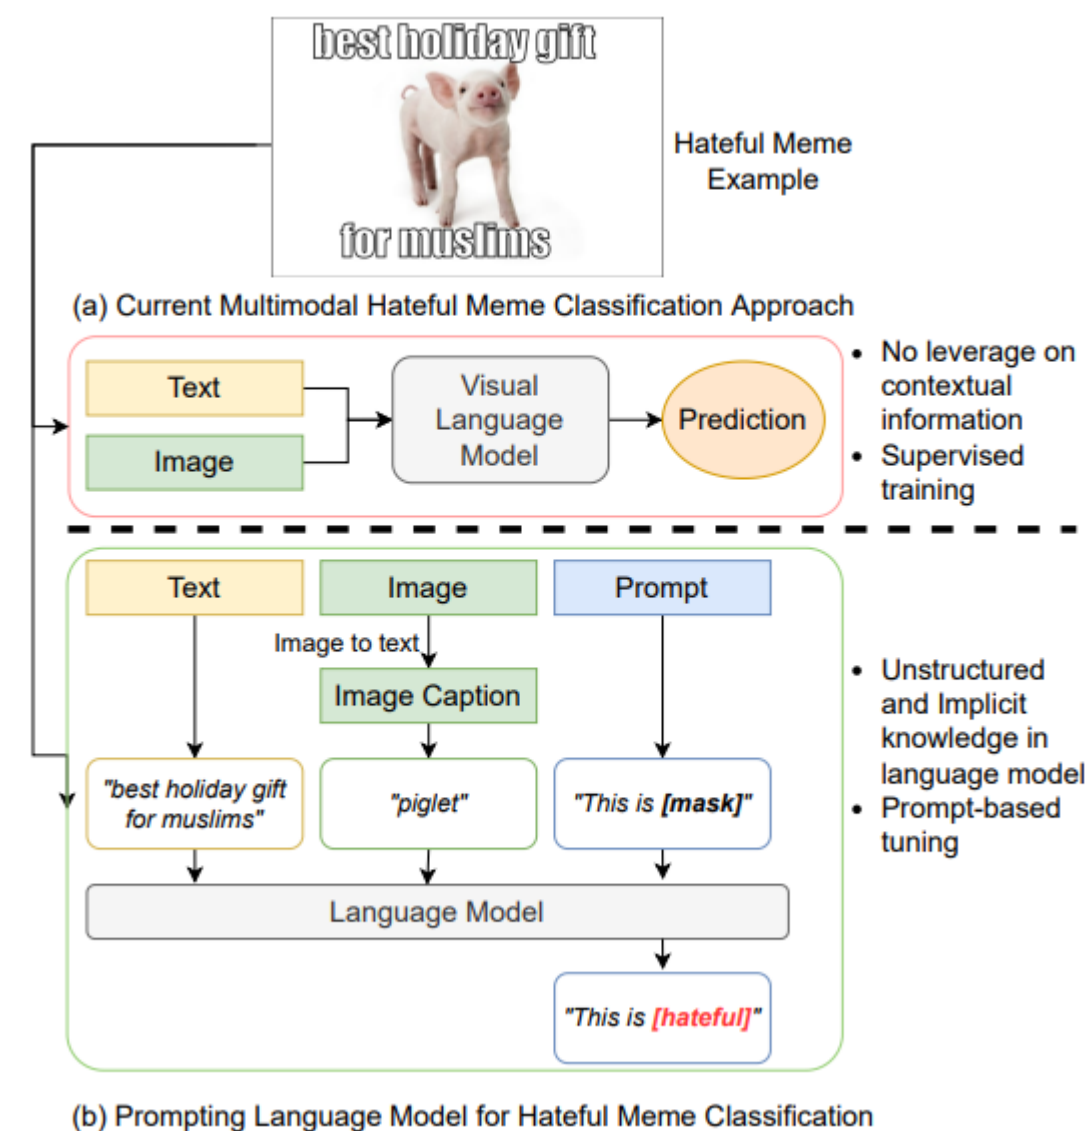 best holiday gift
for muslims
Hateful Meme
Example
(a) Current Multimodal Hateful Meme Classification Approach
Text
Image
Visual
Language
Model
Prediction
• No leverage on
contextual
information
• Supervised
training
Text
Image
Prompt
Image to text
Image Caption
"best holiday gift
for muslims"
"piglet"
"This is [mask]"
Language Model
"This is [hateful]"
• Unstructured
and Implicit
knowledge in
language model
• Prompt-based
tuning
(b) Prompting Language Model for Hateful Meme Classification